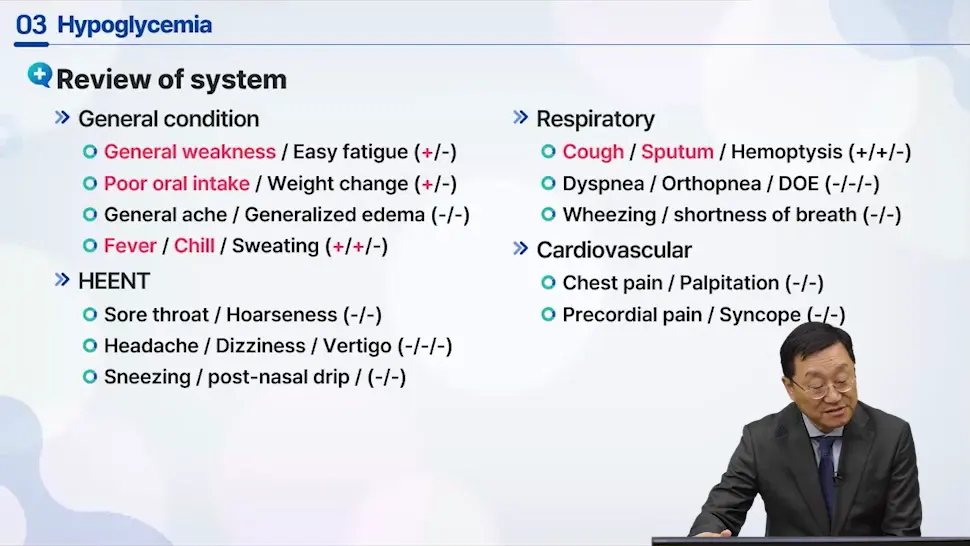 03 Hypoglycemia
Review of system
General condition
General weakness / Easy fatigue (+/-)
Poor oral intake / Weight change (+/-)
General ache / Generalized edema (-/-)
Fever / Chill / Sweating (+/+/-)
HEENT
Sore throat / Hoarseness (-/-)
Headache / Dizziness / Vertigo (-/-/-)
Sneezing / post-nasal drip / (-/-)
Respiratory
Cough / Sputum / Hemoptysis (+/+/-)
Dyspnea / Orthopnea / DOE (-/-/-)
Wheezing / shortness of breath (-/-)
Cardiovascular
Chest pain / Palpitation (-/-)
Precordial pain / Syncope (-/-)